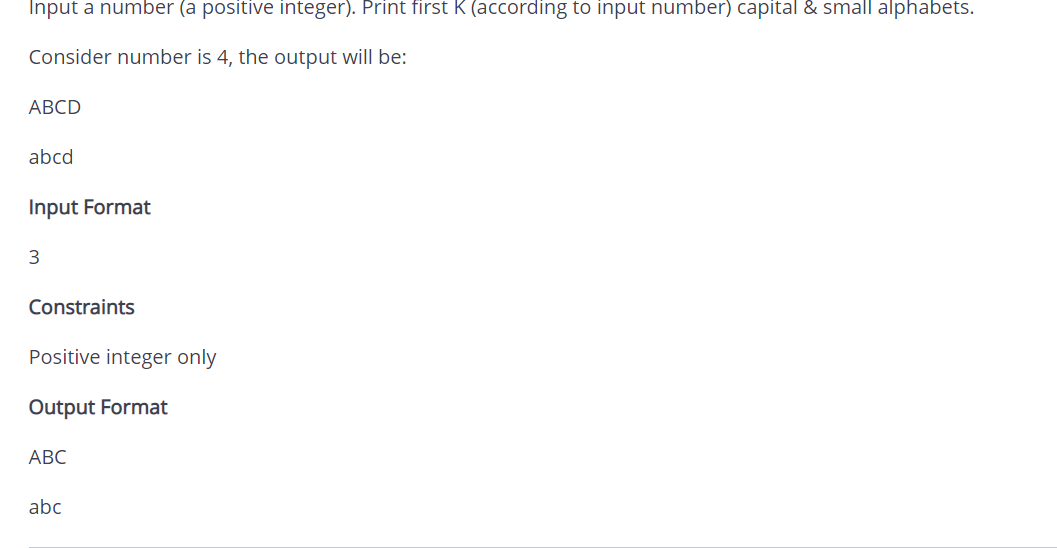 Input a number (a positive integer). Print first K (according to input number) capital & small alphabets.
Consider number is 4, the output will be:
ABCD
abcd
Input Format
3
Constraints
Positive integer only
Output Format
ABC
abc